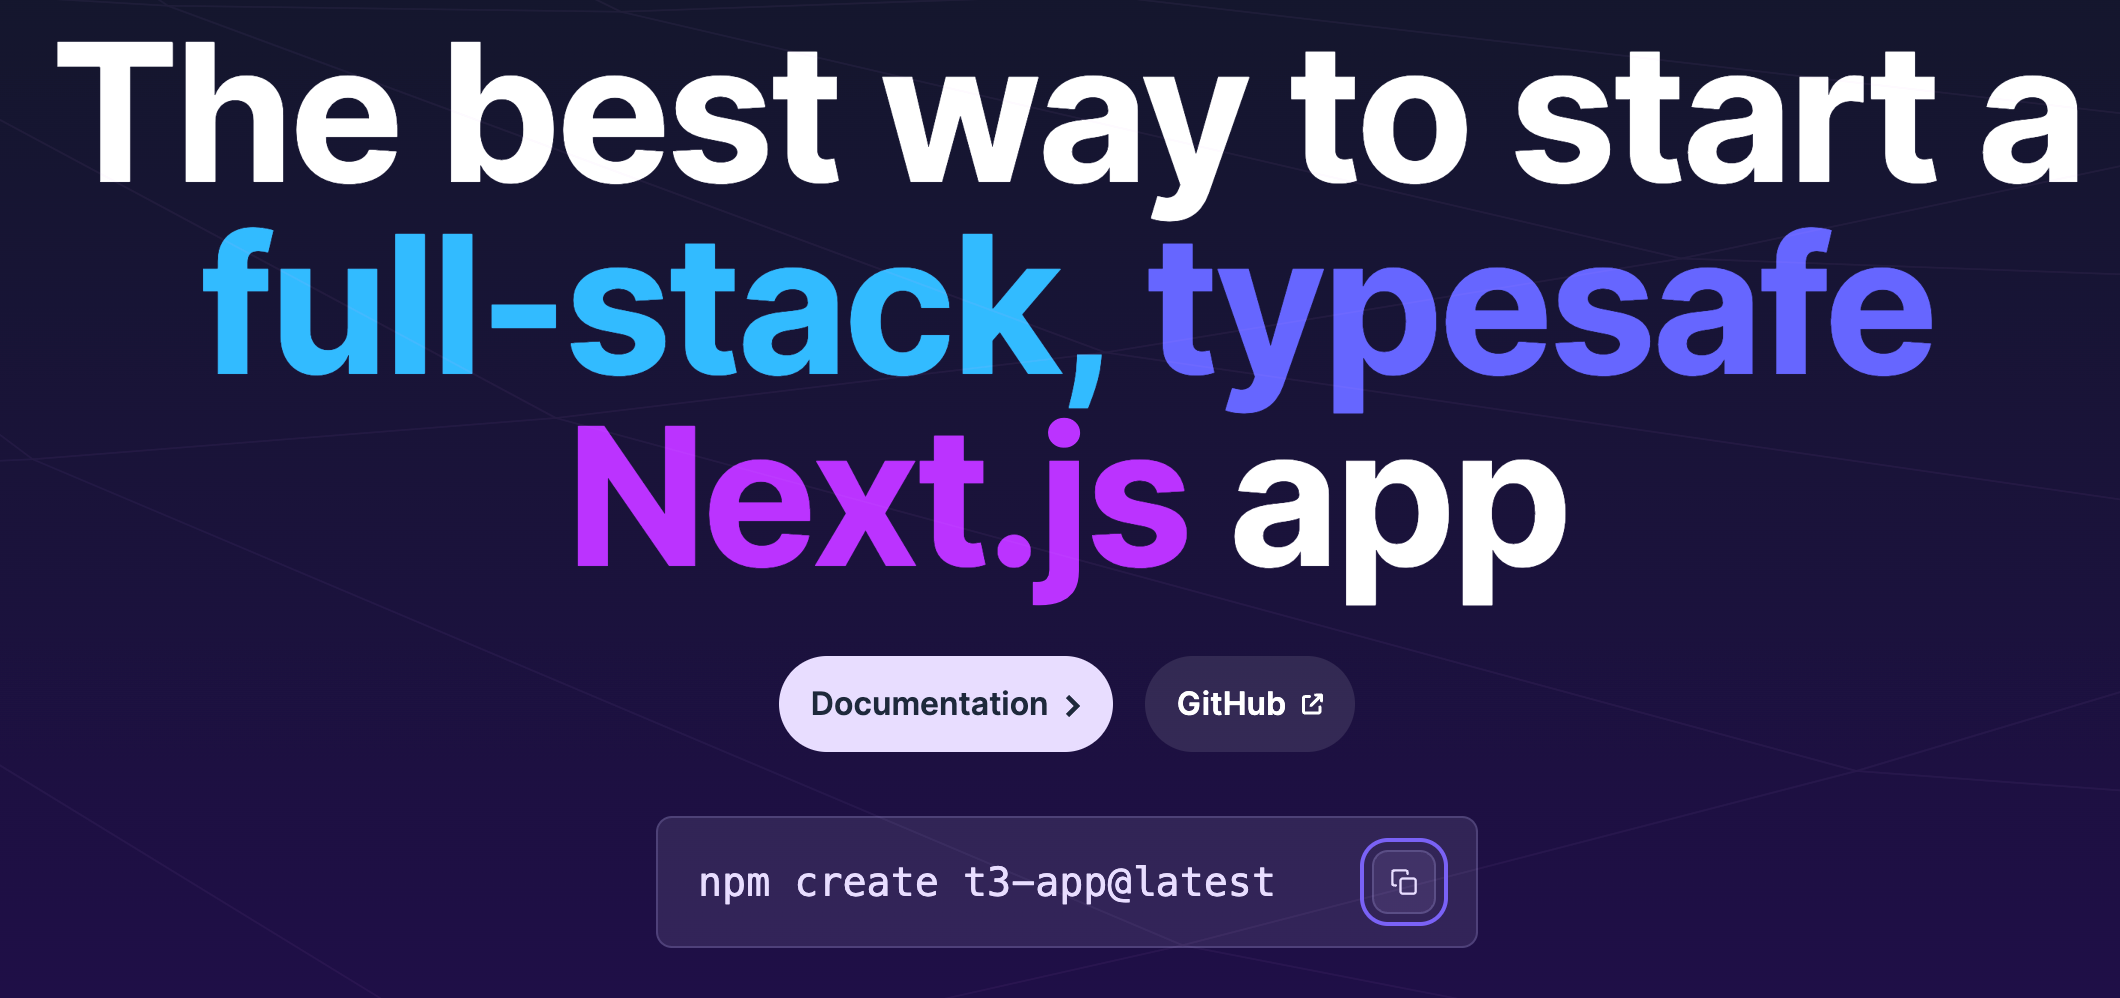 The best way to start a
full-stack, typesafe
Next.js app
Documentation
GitHub
npm create t3-app@latest